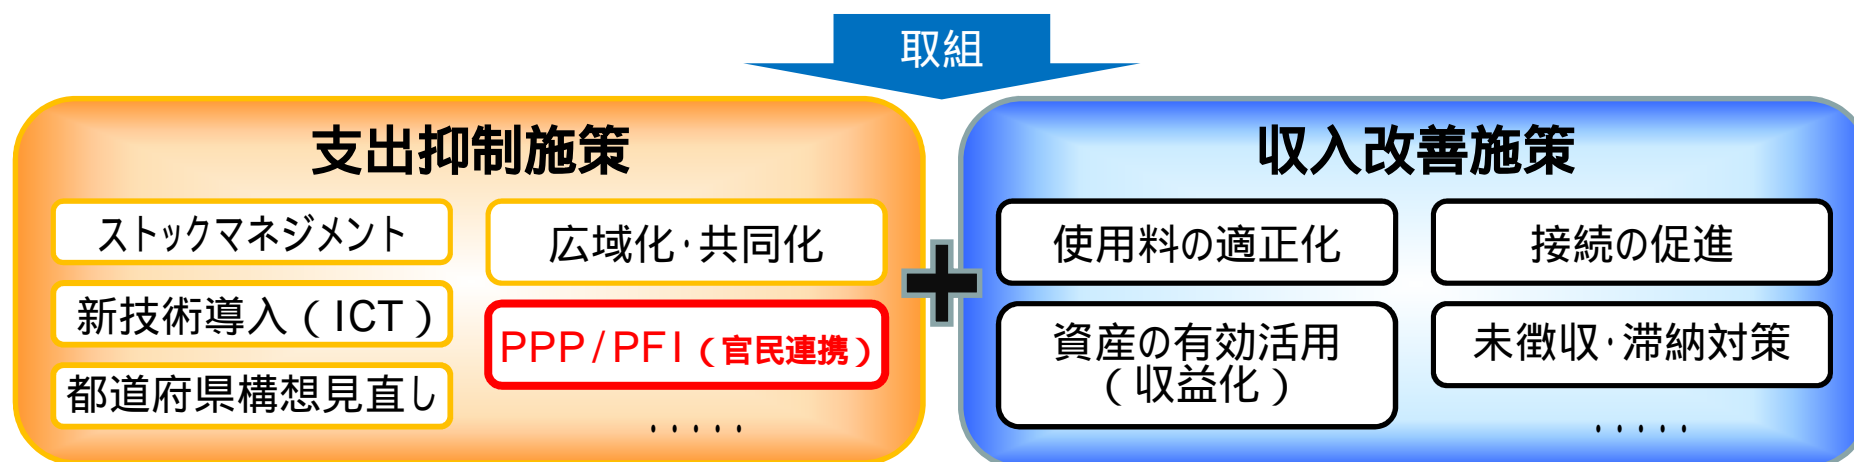 取組
支出抑制施策
ストックマネジメント
新技術導入（ICT）
都道府県構想見直し
広域化・共同化
PPP/PFI（官民連携）
・・・・・
収入改善施策
使用料の適正化
資産の有効活用
（収益化）
接続の促進
未徴収・滞納対策
・・・・・